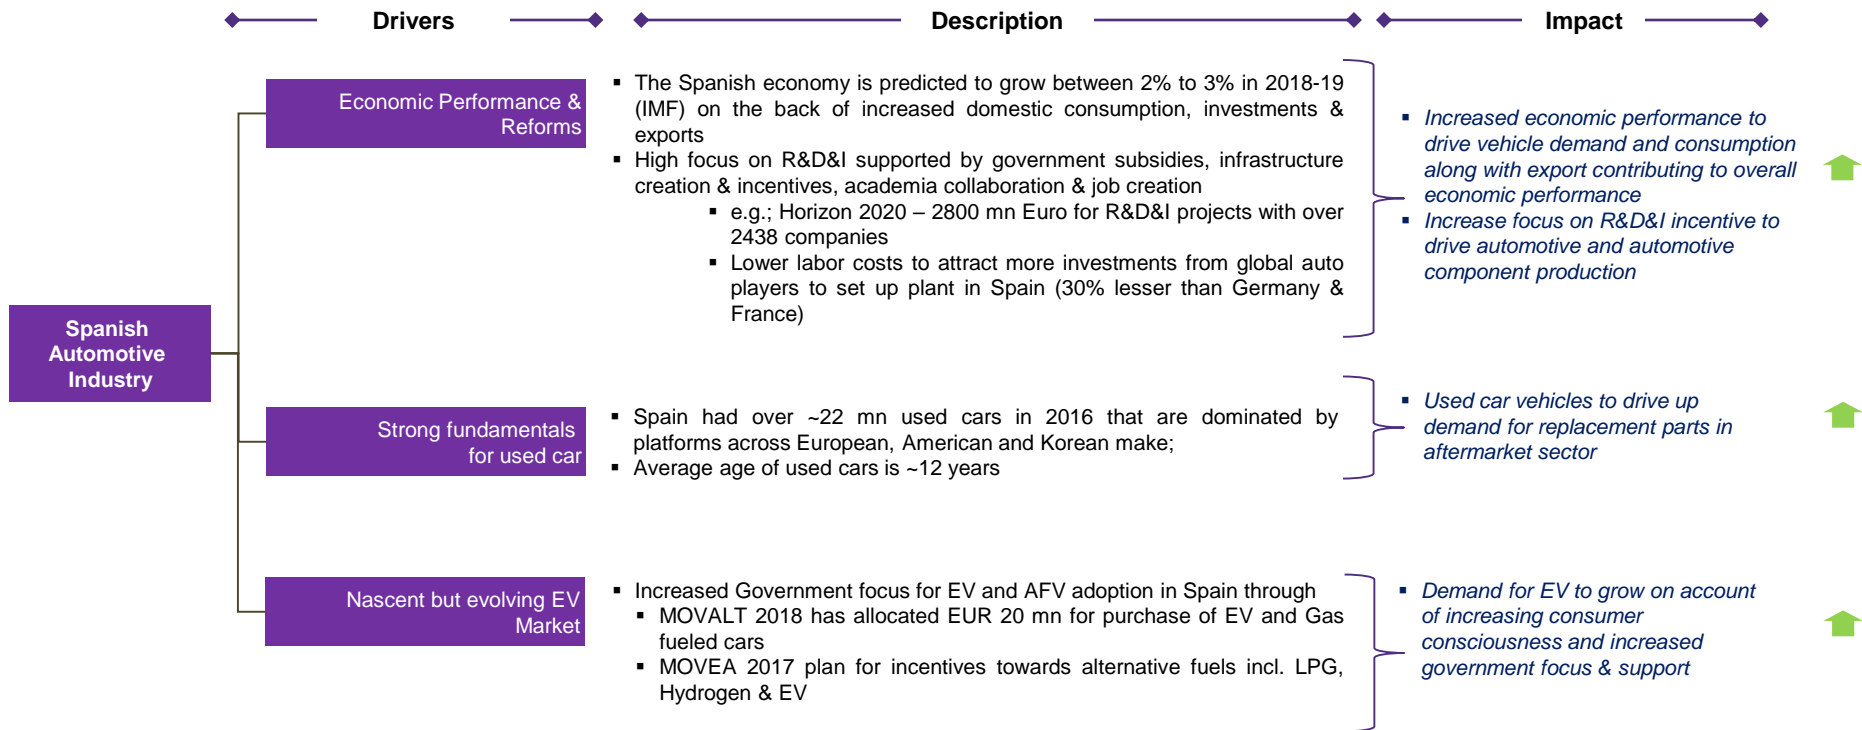 Drivers
Description
Impact
Spanish
Automotive
Industry
Economic Performance &
Reforms
▪ The Spanish economy is predicted to grow between 2% to 3% in 2018-19
(IMF) on the back of increased domestic consumption, investments &
exports
▪ High focus on R&D&I supported by government subsidies, infrastructure
creation & incentives, academia collaboration & job creation
▪ e.g.; Horizon 2020 – 2800 mn Euro for R&D&I projects with over
2438 companies
▪ Lower labor costs to attract more investments from global auto
players to set up plant in Spain (30% lesser than Germany &
France)
▪ Increased economic performance to
drive vehicle demand and consumption
along with export contributing to overall
economic performance
▪ Increase focus on R&D&I incentive to
drive automotive and automotive
component production
Strong fundamentals
for used car
▪ Spain had over ~22 mn used cars in 2016 that are dominated by
platforms across European, American and Korean make;
▪ Average age of used cars is ~12 years
▪ Used car vehicles to drive up
demand for replacement parts in
aftermarket sector
Nascent but evolving EV
Market
▪ Increased Government focus for EV and AFV adoption in Spain through
▪ MOVALT 2018 has allocated EUR 20 mn for purchase of EV and Gas
fueled cars
▪ MOVEA 2017 plan for incentives towards alternative fuels incl. LPG,
Hydrogen & EV
▪ Demand for EV to grow on account
of increasing consumer
consciousness and increased
government focus & support